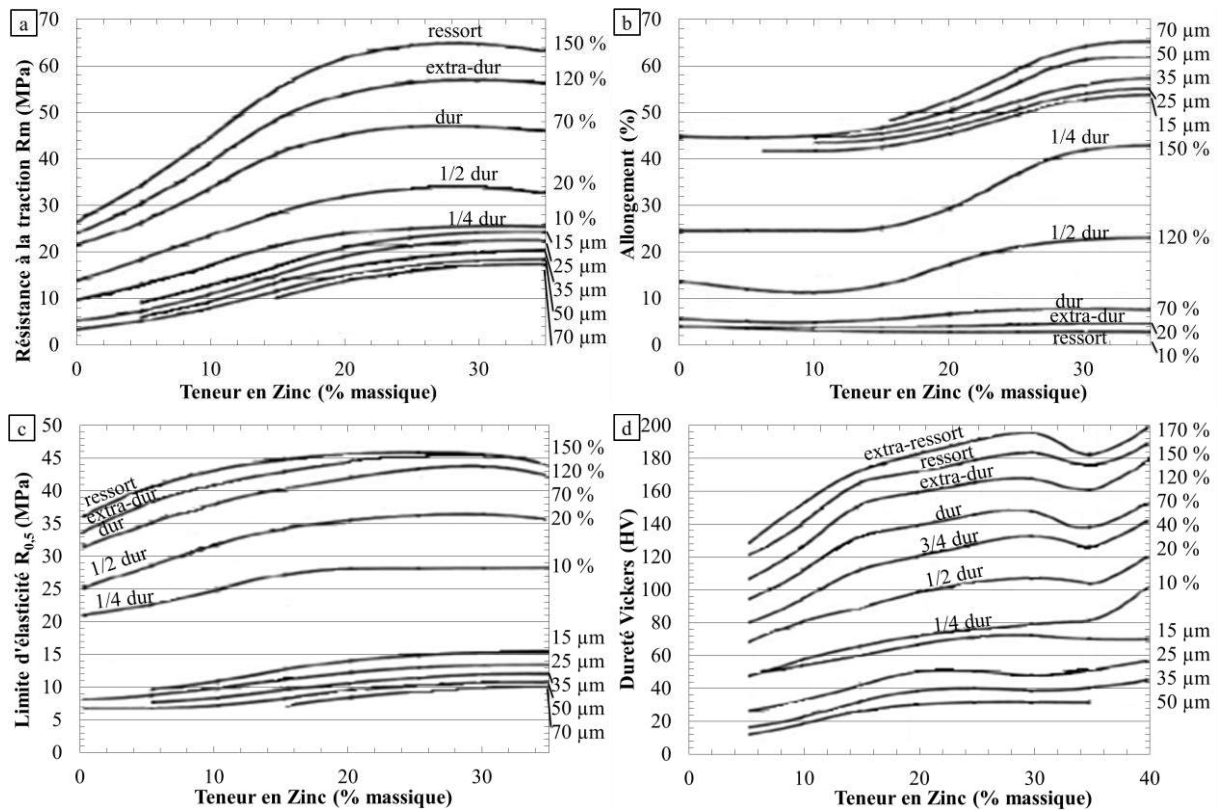 a
Résistance à la traction Rm (MPa)
70
60
50
40
30
20
10
0
ressort
extra-dur
dur
1/2 dur
1/4 dur
150 %
120 %
70 %
20 %
10 %
15 µm
25 µm
35 µm
50 µm
70 µm
0 10 20 30
Teneur en Zinc (% massique)
b
Allongement (%)
70
60
50
40
30
20
10
0
1/4 dur
1/2 dur
dur
extra-dur
ressort
70 µm
50 µm
35 µm
25 µm
15 µm
150 %
120 %
70 %
20 %
10 %
0 10 20 30
Teneur en Zinc (% massique)
c
Limite d'élasticité R0,5 (MPa)
50
45
40
35
30
25
20
15
10
5
0
ressort
extra-dur
dur
1/2 dur
1/4 dur
150 %
120 %
70 %
20 %
10 %
15 µm
25 µm
35 µm
50 µm
70 µm
0 10 20 30
Teneur en Zinc (% massique)
d
Dureté Vickers (HV)
200
180
160
140
120
100
80
60
40
20
0
extra-ressort
ressort
extra-dur
dur
3/4 dur
1/2 dur
1/4 dur
170 %
150 %
120 %
70 %
40 %
20 %
10 %
15 µm
25 µm
35 µm
50 µm
0 10 20 30 40
Teneur en Zinc (% massique)